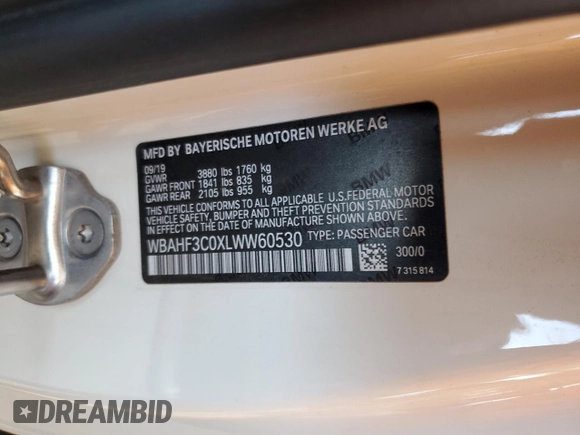 MFD BY BAYERISCHE MOTOREN WERKE AG
09/19
GVWR 3880 lbs 1760 kg
GAWR FRONT 1841 lbs 835 kg
GAWR REAR 2105 lbs 955 kg
THIS VEHICLE CONFORMS TO ALL APPLICABLE U.S.FEDERAL MOTOR
VEHICLE SAFETY, BUMPER AND THEFT PREVENTION STANDARDS
IN EFFECT ON THE DATE OF MANUFACTURE SHOWN ABOVE.
WBAHF3C0XLWW60530 TYPE: PASSENGER CAR
300/0
7 315 814
BMW
DREAMBID